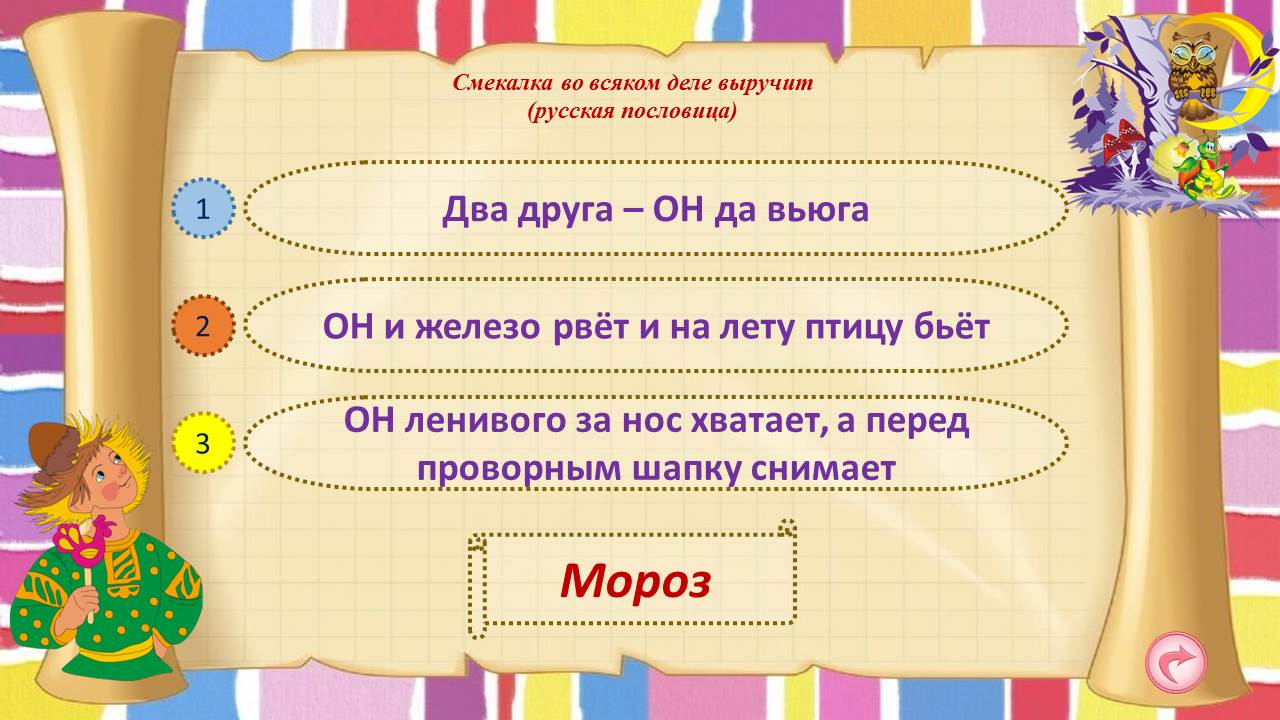 Смекалка во всяком деле выручит
(русская пословица)
1
Два друга – ОН да вьюга
2
ОН и железо рвёт и на лету птицу бьёт
3
ОН ленивого за нос хватает, а перед
проворным шапку снимает
Мороз